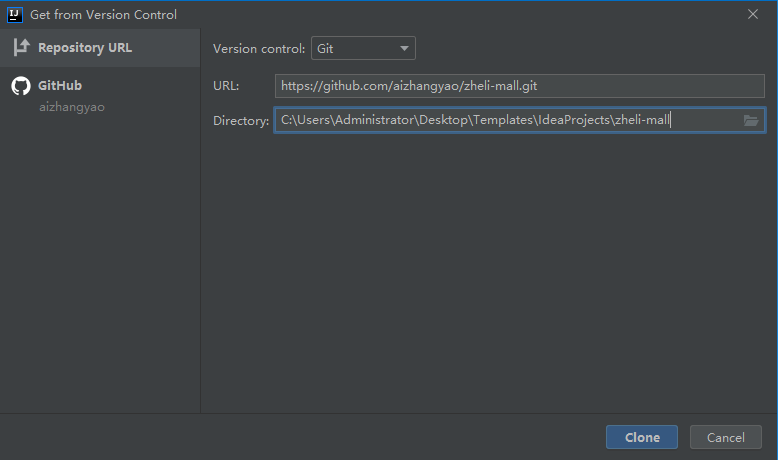 IJ
Get from Version Control
Repository URL
GitHub
aizhangyao
Version control: Git
URL: https://github.com/aizhangyao/zheli-mall.git
Directory: C:\Users\Administrator\Desktop\Templates\IdeaProjects\zheli-mall
Clone
Cancel